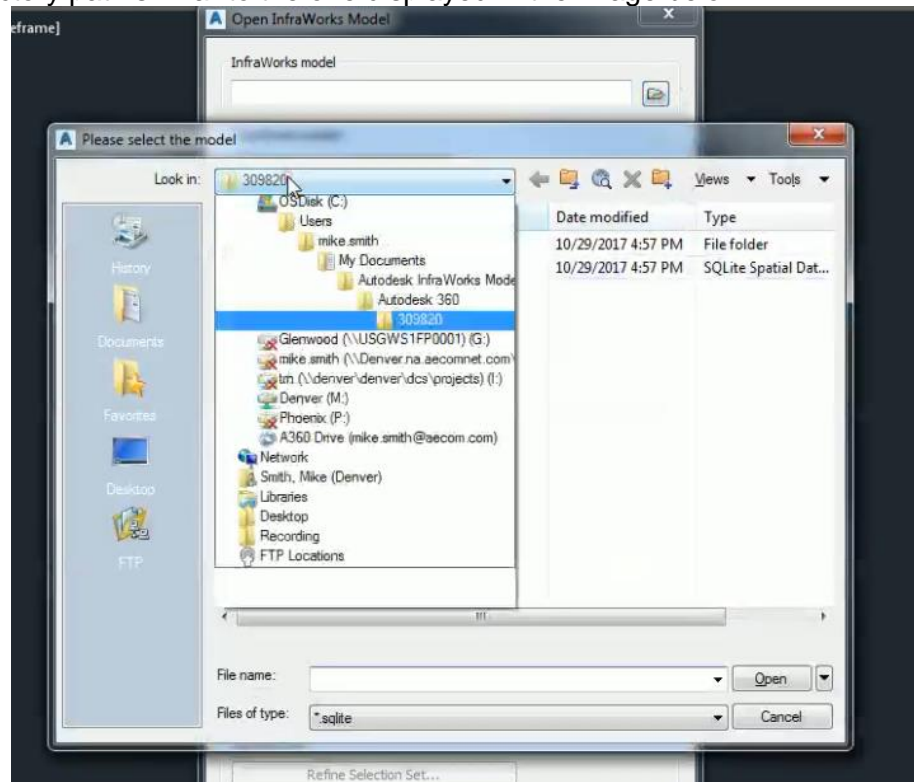 Open InfraWorks Model
eframe]
InfraWorks model
Please select the model
Look in:
309820
Views
Tools
OSDisk (C:)
Users
mike.smith
My Documents
Autodesk InfraWorks Mode
Autodesk 360
309820
Glenwood (\\USGWS1FP0001) (G:)
mike.smith (\\Denver.na.aecomnet.com\
tm (\\denver\denver\dcs\projects) (I:)
Denver (M:)
Phoenix (P:)
A360 Drive (mike.smith@aecom.com)
Network
Smith, Mike (Denver)
Libraries
Desktop
Recording
FTP Locations
Date modified
Type
10/29/2017 4:57 PM
File folder
10/29/2017 4:57 PM
SQLite Spatial Dat...
History
Documents
Favorites
Desktop
FTP
File name:
Open
Files of type:
*.sqlite
Cancel
Refine Selection Set...